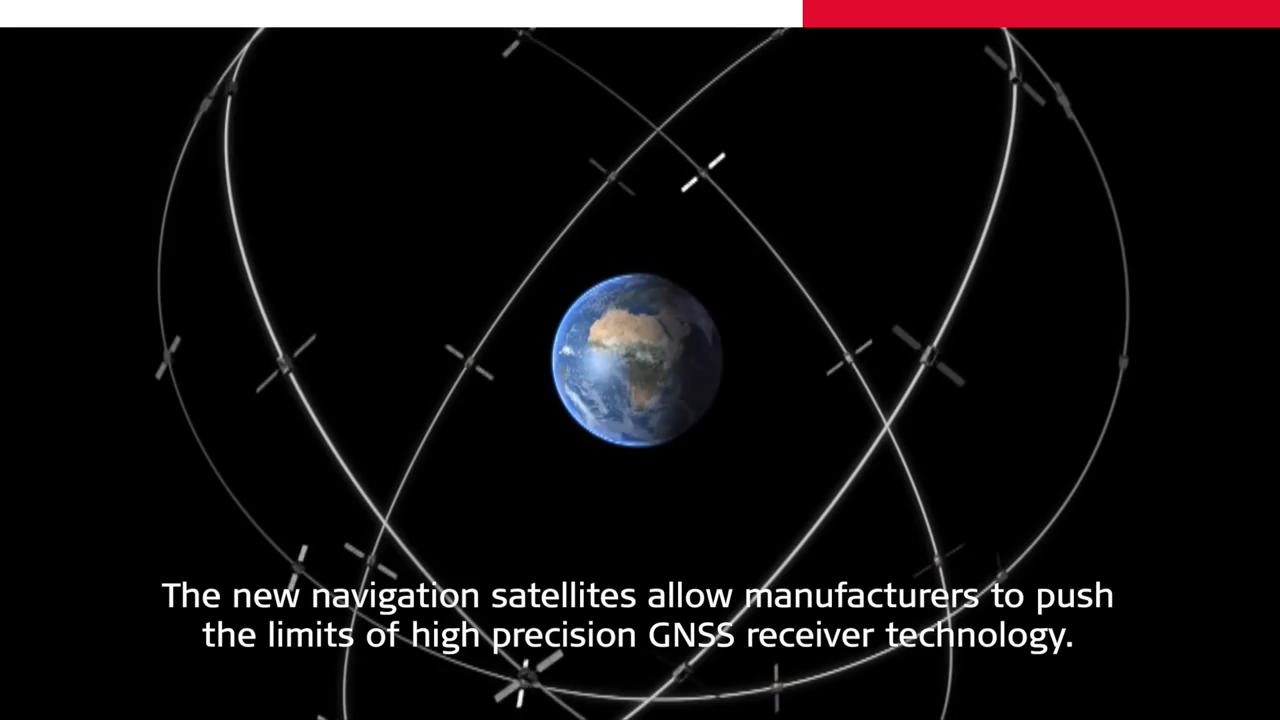 The new navigation satellites allow manufacturers to push
the limits of high precision GNSS receiver technology.